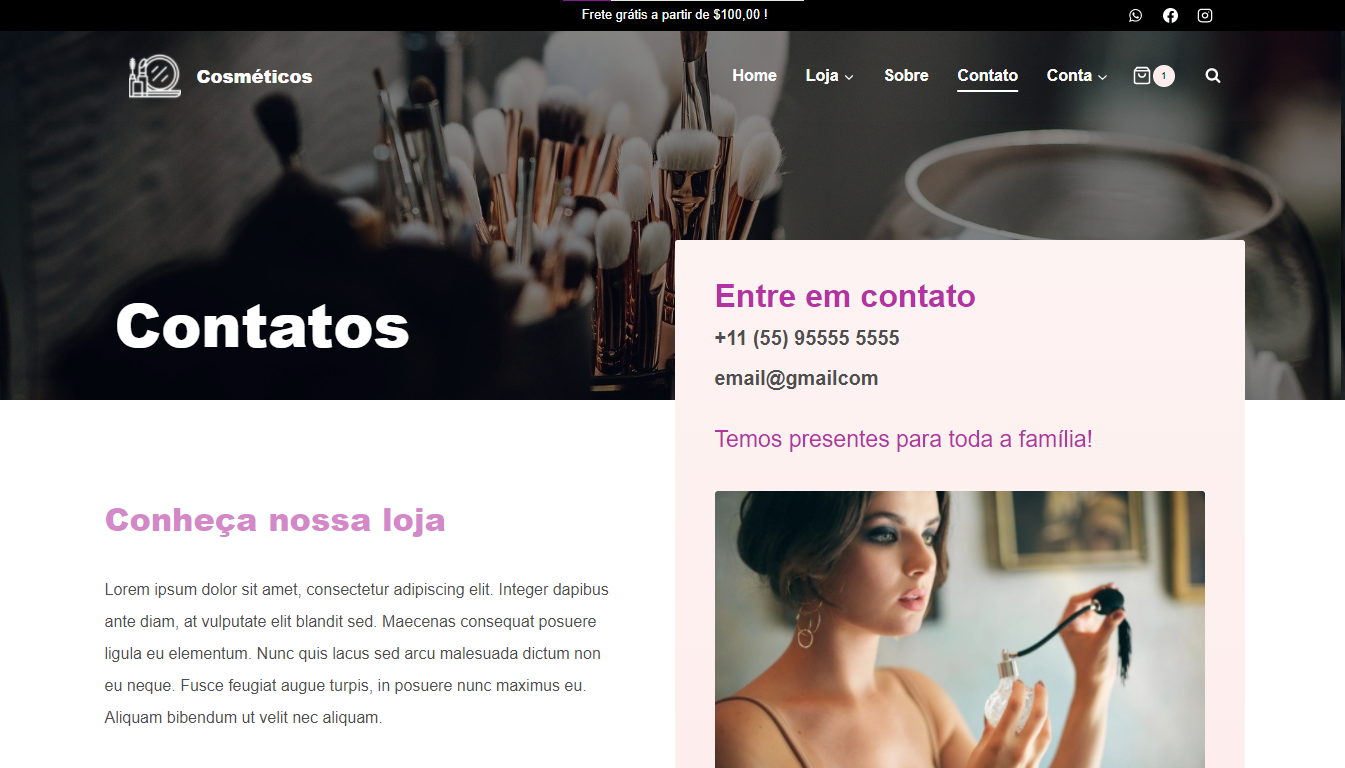 Frete grátis a partir de $100,00 !
Cosméticos
Home Loja Sobre Contato Conta 1
Contatos
Entre em contato
+11 (55) 95555 5555
email@gmailcom
Temos presentes para toda a família!
Conheça nossa loja
Lorem ipsum dolor sit amet, consectetur adipiscing elit. Integer dapibus
ante diam, at vulputate elit blandit sed. Maecenas consequat posuere
ligula eu elementum. Nunc quis lacus sed arcu malesuada dictum non
eu neque. Fusce feugiat augue turpis, in posuere nunc maximus eu.
Aliquam bibendum ut velit nec aliquam.